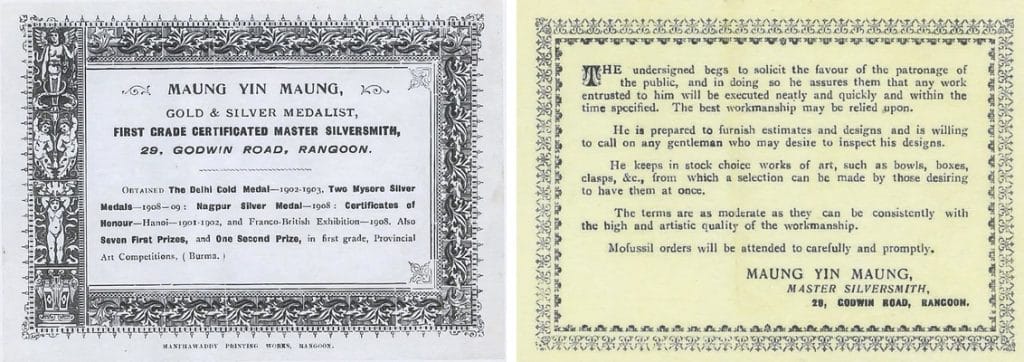 MAUNG YIN MAUNG,
GOLD & SILVER MEDALIST,
FIRST GRADE CERTIFICATED MASTER SILVERSMITH,
29, GODWIN ROAD, RANGOON.
OBTAINED The Delhi Gold Medal—1902-1903, Two Mysore Silver
Medals—1908—09: Nagpur Silver Medal—1908: Certificates of
Honour—Hanoi—1901-1902, and Franco-British Exhibition—1908. Also
Seven First Prizes, and One Second Prize, in first grade, Provincial
Art Competitions, (Burma.)
HANTHAWADDY PRINTING WORKS, RANGOON.
THE undersigned begs to solicit the favour of the patronage of
the public, and in doing so he assures them that any work
entrusted to him will be executed neatly and quickly and within the
time specified. The best workmanship may be relied upon.
He is prepared to furnish estimates and designs and is willing
to call on any gentleman who may desire to inspect his designs.
He keeps in stock choice works of art, such as bowls, boxes,
clasps, &c., from which a selection can be made by those desiring
to have them at once.
The terms are as moderate as they can be consistently with
the high and artistic quality of the workmanship.
Mofussil orders will be attended to carefully and promptly.
MAUNG YIN MAUNG,
MASTER SILVERSMITH,
29, GODWIN ROAD, RANGOON.